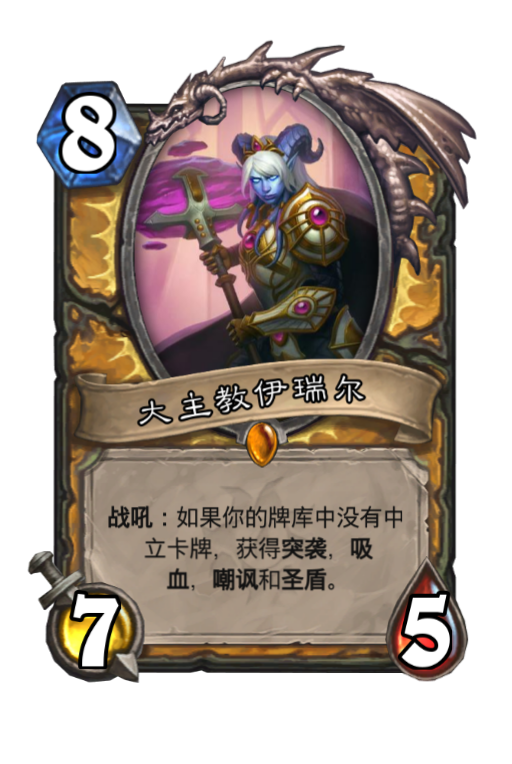 8
大主教伊瑞尔
战吼：如果你的牌库中没有中
立卡牌，获得突袭，吸
血，嘲讽和圣盾。
7
5